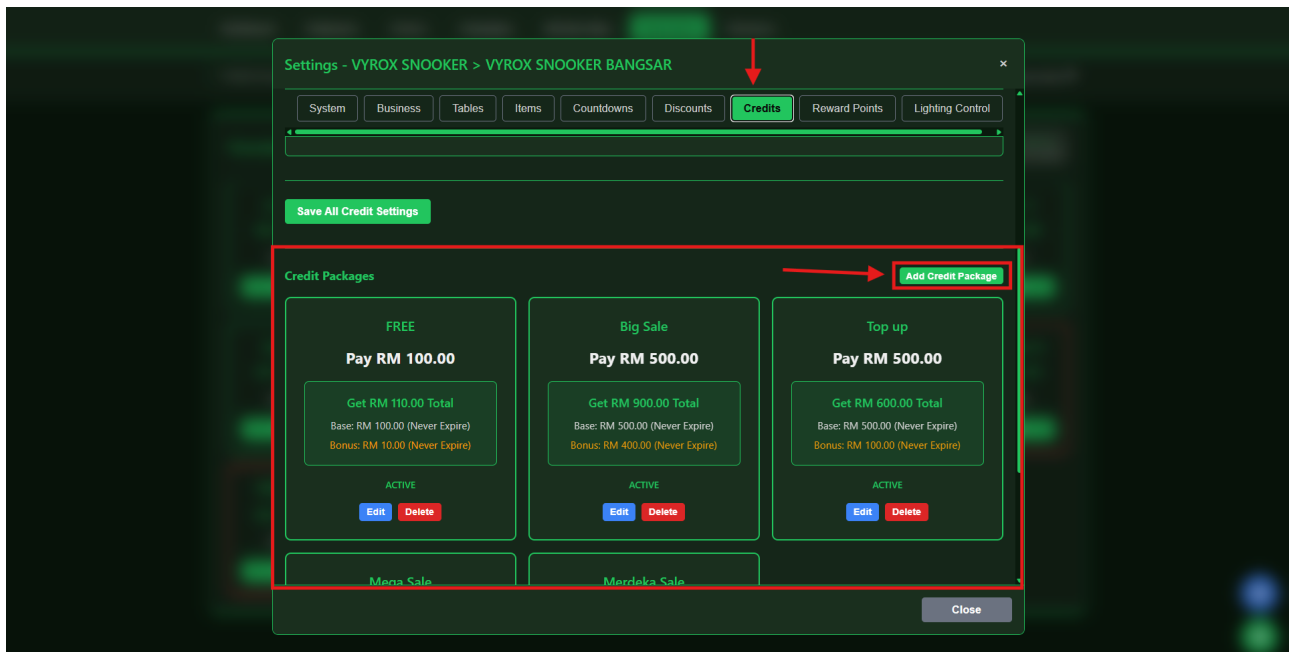 Settings - VYROX SNOOKER > VYROX SNOOKER BANGSAR ×
System Business Tables Items Countdowns Discounts Credits Reward Points Lighting Control
Save All Credit Settings
Credit Packages Add Credit Package
FREE Big Sale Top up
Pay RM 100.00 Pay RM 500.00 Pay RM 500.00
Get RM 110.00 Total Get RM 900.00 Total Get RM 600.00 Total
Base: RM 100.00 (Never Expire) Base: RM 500.00 (Never Expire) Base: RM 500.00 (Never Expire)
Bonus: RM 10.00 (Never Expire) Bonus: RM 400.00 (Never Expire) Bonus: RM 100.00 (Never Expire)
ACTIVE ACTIVE ACTIVE
Edit Delete Edit Delete Edit Delete
Mega Sale Merdeka Sale
Close